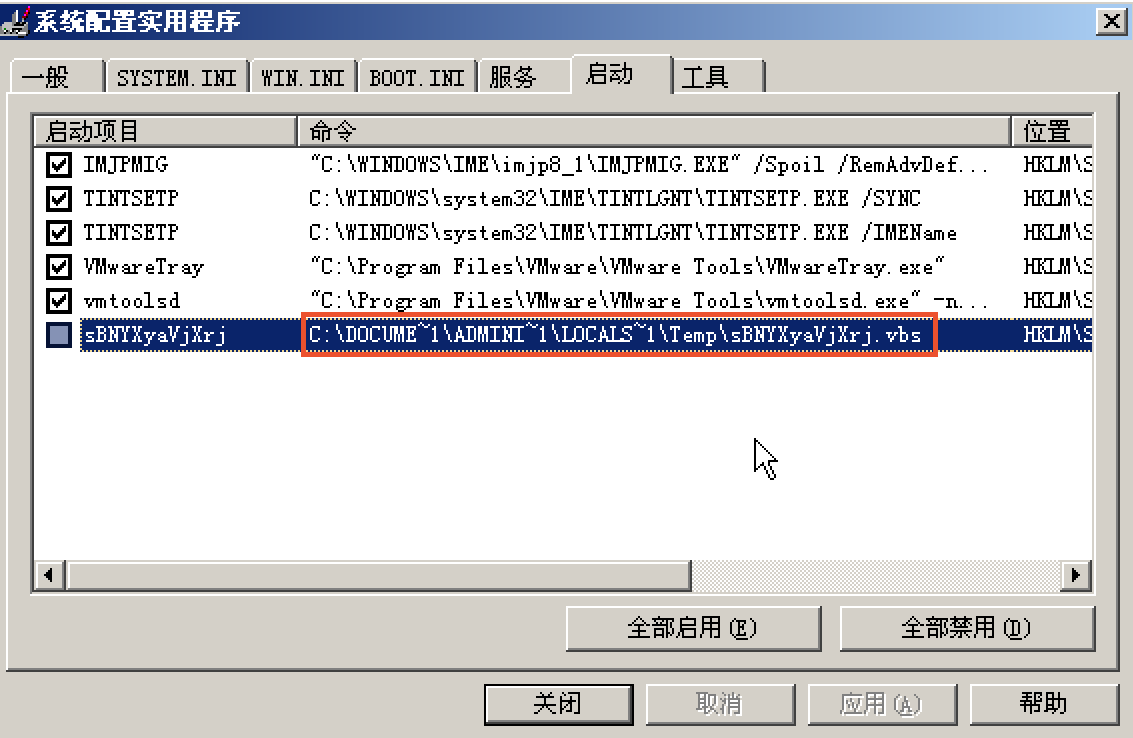 系统配置实用程序
一般 SYSTEM.INI WIN.INI BOOT.INI 服务 启动 工具
启动项目 命令 位置
IMJPMIG "C:\WINDOWS\IME\imjp8_1\IMJPMIG.EXE" /Spoil /RemAdvDef... HKLM\S
TINTSETP C:\WINDOWS\system32\IME\TINTLGNT\TINTSETP.EXE /SYNC HKLM\S
TINTSETP C:\WINDOWS\system32\IME\TINTLGNT\TINTSETP.EXE /IMEName HKLM\S
VMwareTray "C:\Program Files\VMware\VMware Tools\VMwareTray.exe" HKLM\S
vmtoolsd "C:\Program Files\VMware\VMware Tools\vmtoolsd.exe" -n... HKLM\S
sBNYXyaVjXrj C:\DOCUME~1\ADMINI~1\LOCALS~1\Temp\sBNYXyaVjXrj.vbs HKLM\S
全部启用(E) 全部禁用(D)
关闭 取消 应用(A) 帮助